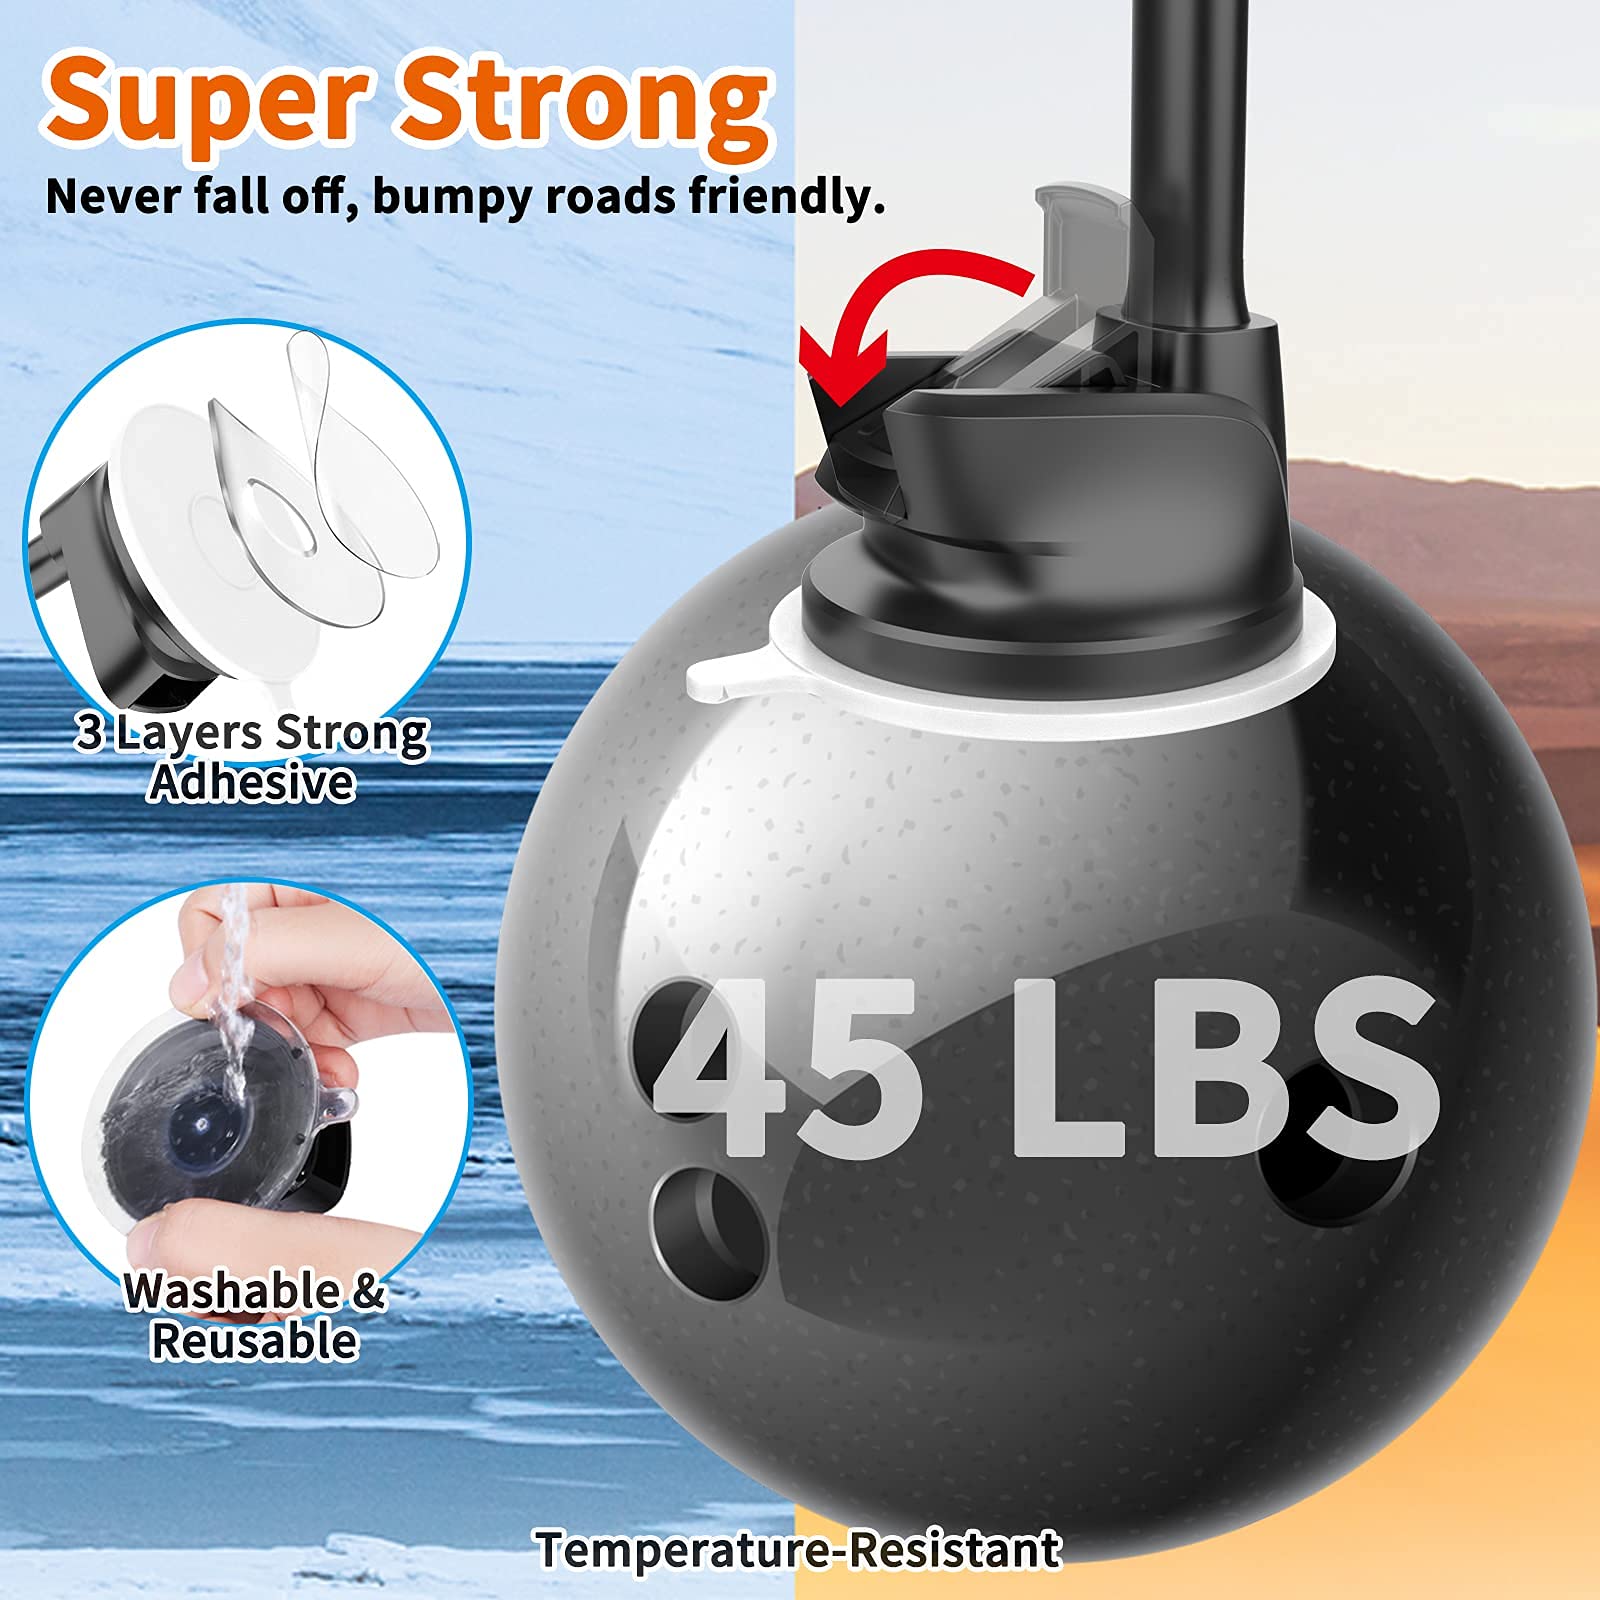 Super Strong
Never fall off, bumpy roads friendly.
3 Layers Strong
Adhesive
45 LBS
Washable &
Reusable
Temperature-Resistant